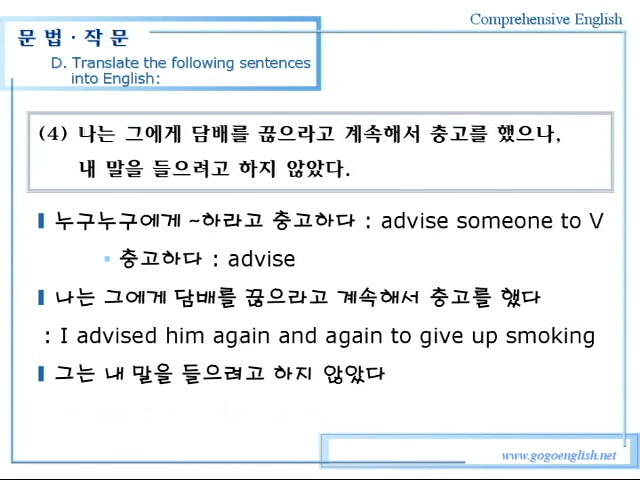 Comprehensive English
문 법 · 작 문
D. Translate the following sentences
into English:
(4) 나는 그에게 담배를 끊으라고 계속해서 충고를 했으나,
내 말을 들으려고 하지 않았다.
누구누구에게 ~하라고 충고하다 : advise someone to V
충고하다 : advise
나는 그에게 담배를 끊으라고 계속해서 충고를 했다
: I advised him again and again to give up smoking
그는 내 말을 들으려고 하지 않았다
www.gogoenglish.net